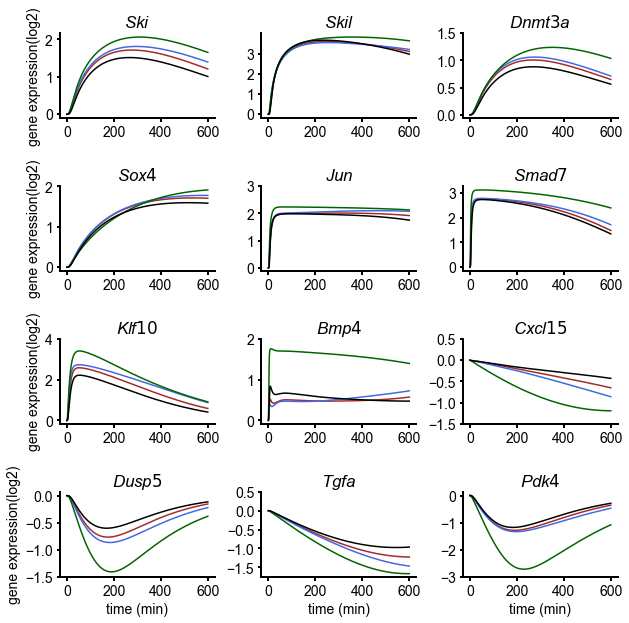 Ski Skil Dnmt3a
gene expression(log2)
2
1
0
0 200 400 600
3
2
1
0
0 200 400 600
1.5
1.0
0.5
0.0
0 200 400 600
Sox4 Jun Smad7
gene expression(log2)
2
1
0
0 200 400 600
3
2
1
0
0 200 400 600
3
2
1
0
0 200 400 600
Klf10 Bmp4 Cxcl15
gene expression(log2)
4
2
0
0 200 400 600
2
1
0
0 200 400 600
0.5
0.0
−0.5
−1.0
−1.5
0 200 400 600
Dusp5 Tgfa Pdk4
gene expression(log2)
0.0
−0.5
−1.0
−1.5
0 200 400 600
time (min)
0.5
0.0
−0.5
−1.0
−1.5
0 200 400 600
time (min)
0
−1
−2
−3
0 200 400 600
time (min)